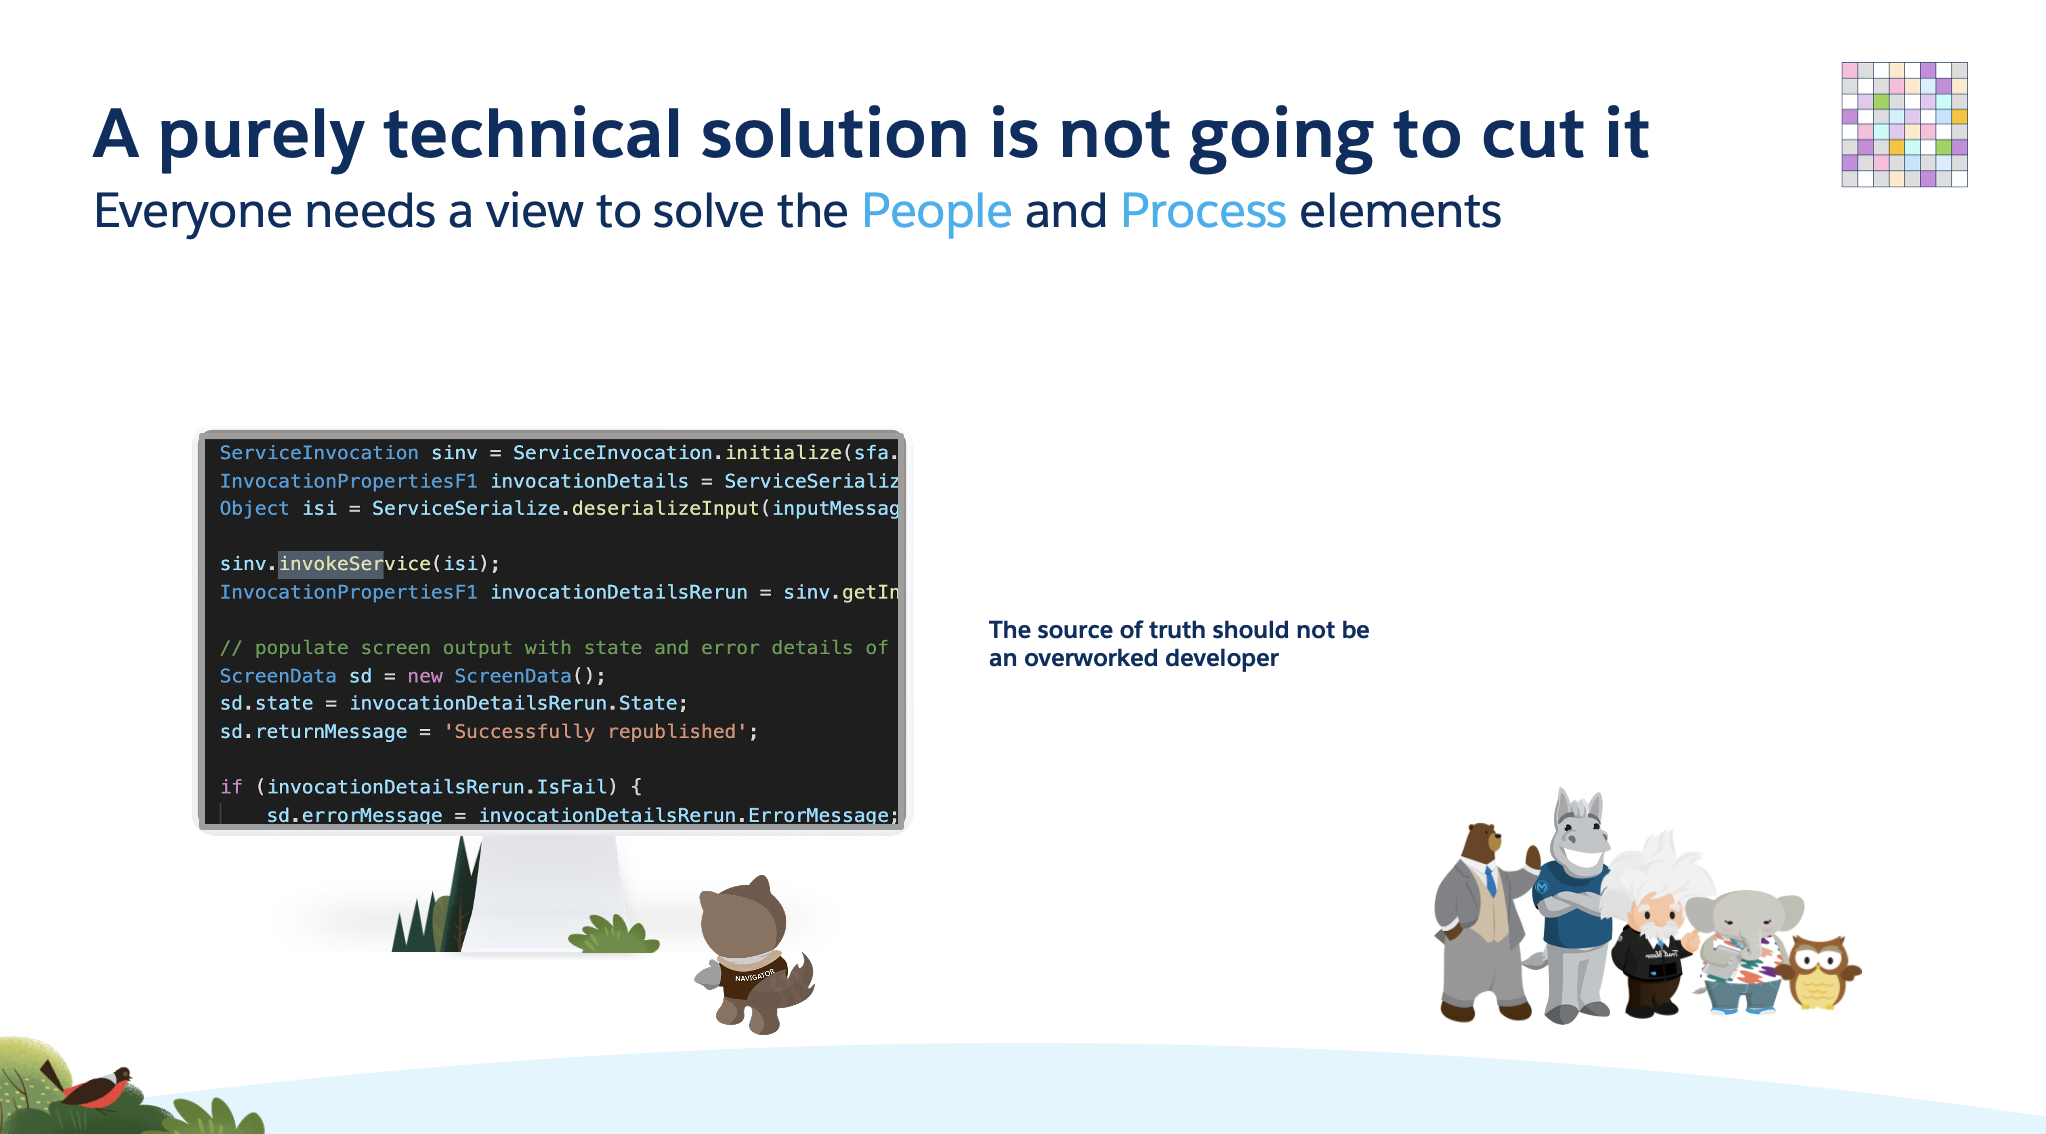 A purely technical solution is not going to cut it
Everyone needs a view to solve the People and Process elements
ServiceInvocation sinv = ServiceInvocation.initialize(sfa.
InvocationPropertiesF1 invocationDetails = ServiceSerializ
Object isi = ServiceSerialize.deserializeInput(inputMessag
sinv.invokeService(isi);
InvocationPropertiesF1 invocationDetailsRerun = sinv.getIn
// populate screen output with state and error details of
ScreenData sd = new ScreenData();
sd.state = invocationDetailsRerun.State;
sd.returnMessage = 'Successfully republished';
if (invocationDetailsRerun.IsFail) {
sd.errorMessage = invocationDetailsRerun.ErrorMessage;
The source of truth should not be
an overworked developer
NAVIGATOR